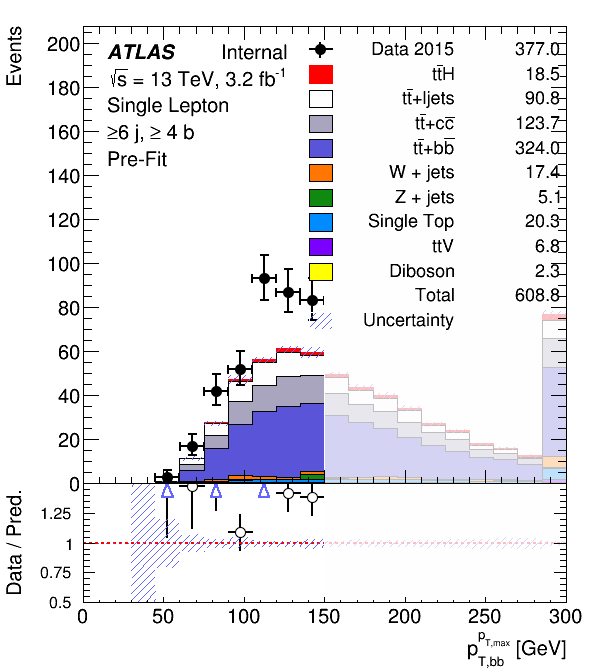 Events
ATLAS Internal
√s = 13 TeV, 3.2 fb⁻¹
Single Lepton
≥6 j, ≥ 4 b
Pre-Fit
Data 2015 377.0
tt̄H 18.5
tt̄+ljets 90.8
tt̄+cc̄ 123.7
tt̄+bb̄ 324.0
W + jets 17.4
Z + jets 5.1
Single Top 20.3
ttV 6.8
Diboson 2.3
Total 608.8
Uncertainty
200
180
160
140
120
100
80
60
40
20
0
Data / Pred.
1.25
1
0.75
0.5
0 50 100 150 200 250 300
p_{T,bb}^{p_{T,max}} [GeV]